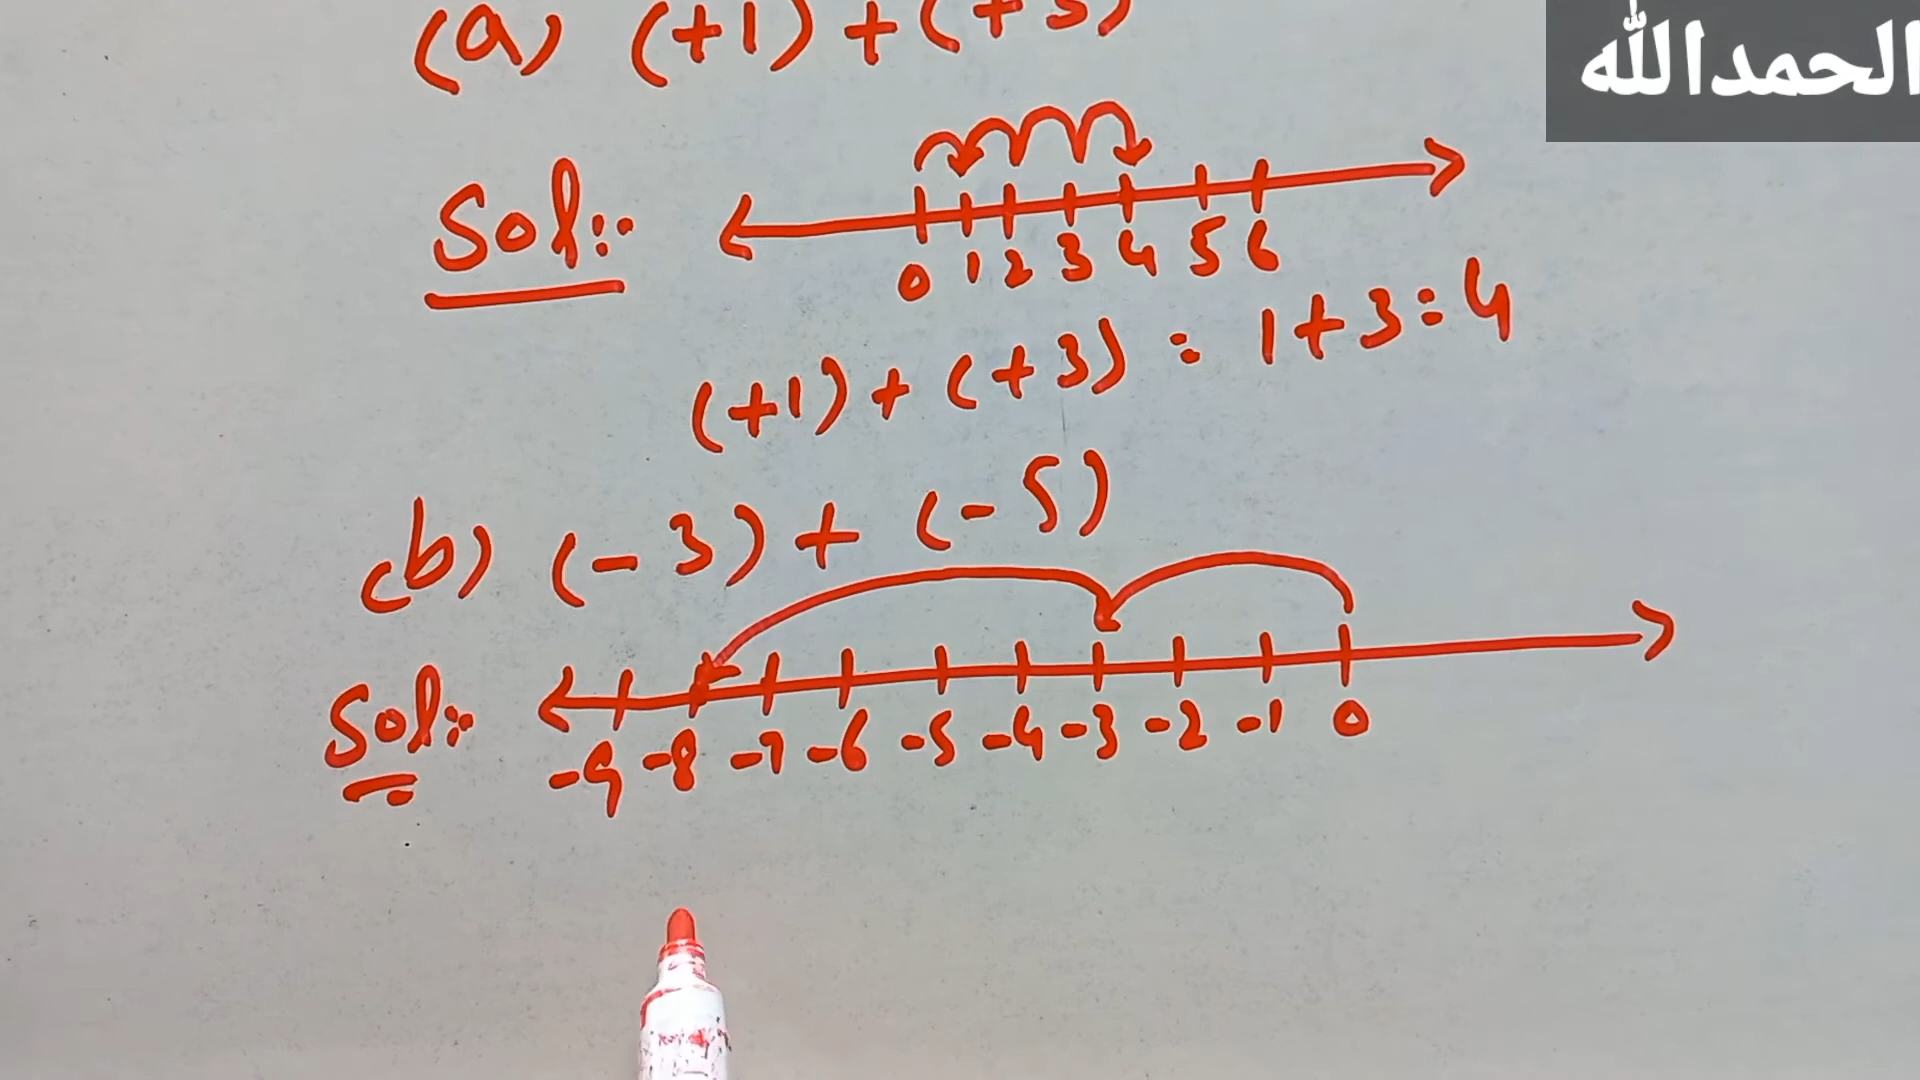 (a) (+1)+(+3)
الحمدالله
Sol:
0 1 2 3 4 5 6
(+1)+(+3) = 1+3=4
(b) (-3)+(-5)
Sol:
-9 -8 -7 -6 -5 -4 -3 -2 -1 0